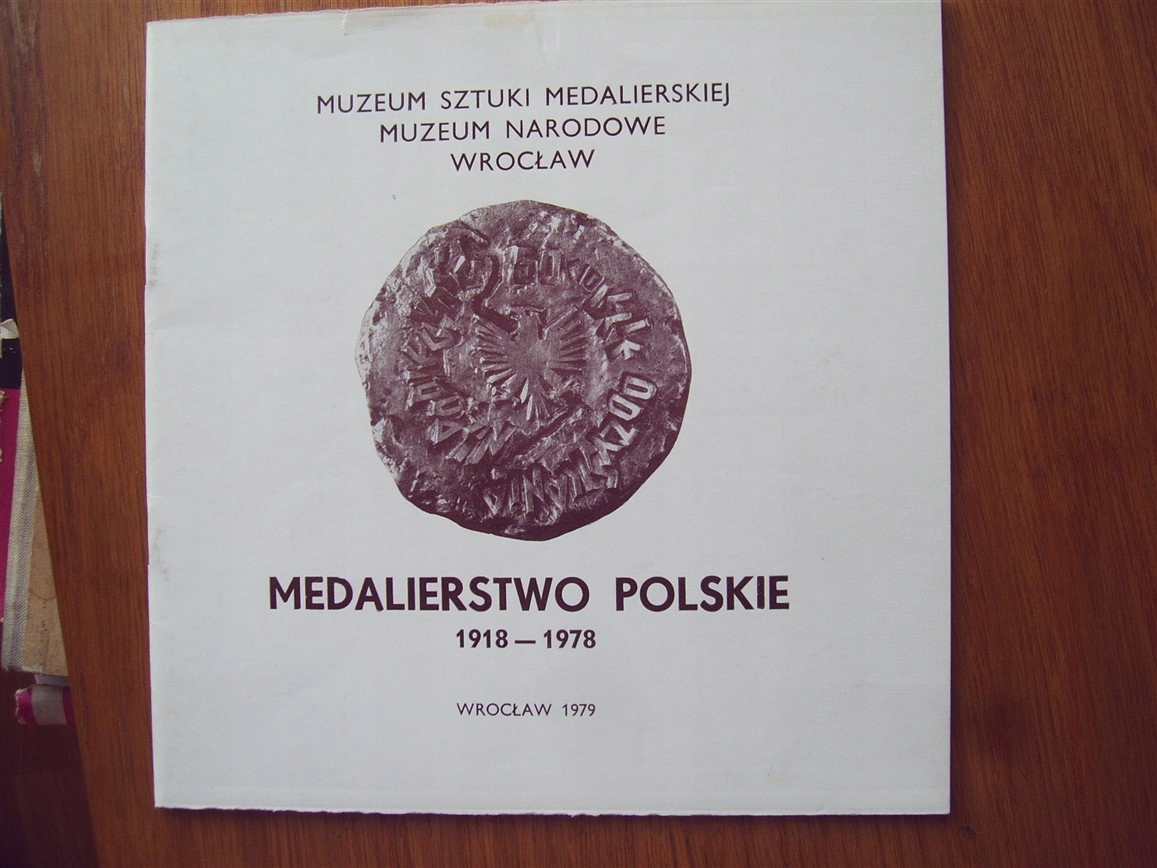 MUZEUM SZTUKI MEDALIERSKIEJ
MUZEUM NARODOWE
WROCŁAW
MEDALIERSTWO POLSKIE
1918 — 1978
WROCŁAW 1979